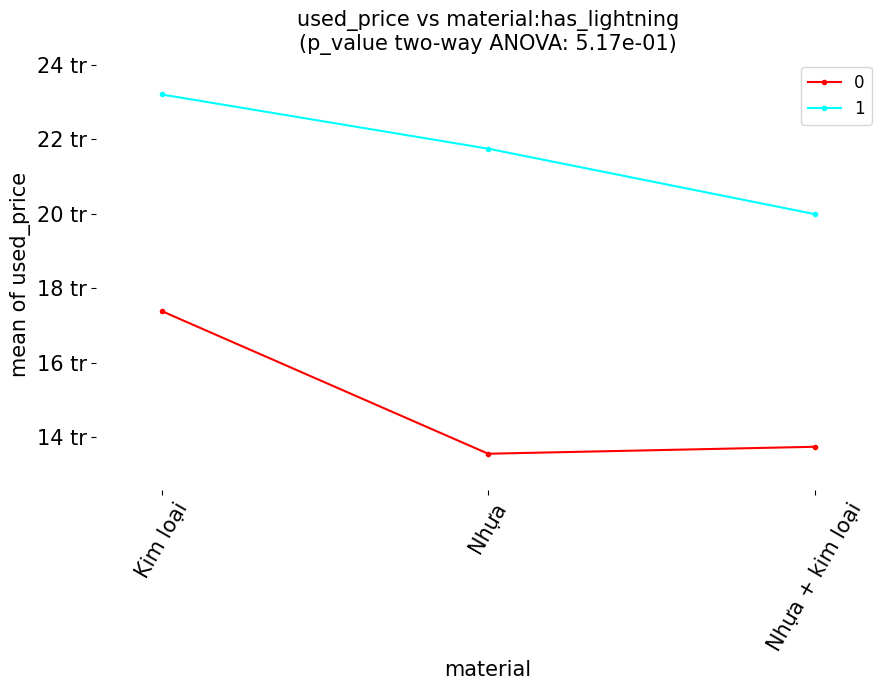 used_price vs material:has_lightning
(p_value two-way ANOVA: 5.17e-01)
0
1
mean of used_price
24 tr
22 tr
20 tr
18 tr
16 tr
14 tr
Kim loại
Nhựa
Nhựa + kim loại
material